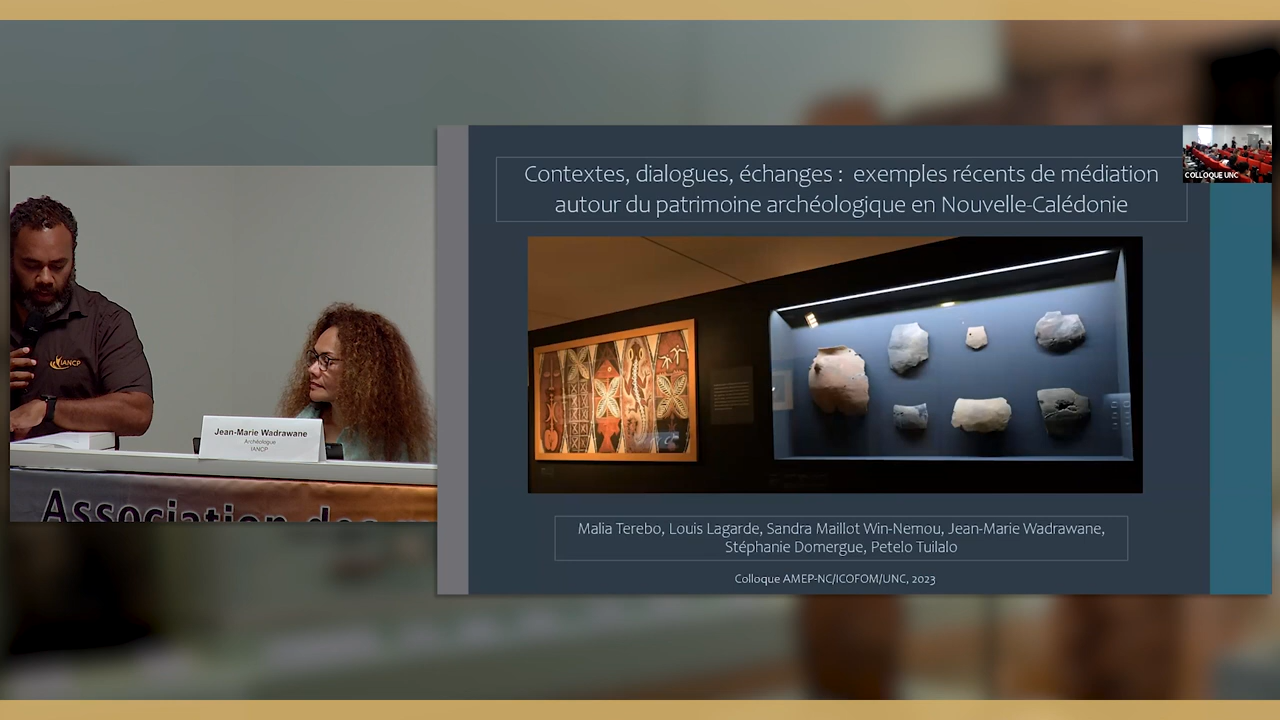 IANCP
Jean-Marie Wadrawane
Archéologue
IANCP
Association des
Contextes, dialogues, échanges : exemples récents de médiation
autour du patrimoine archéologique en Nouvelle-Calédonie
COLLOQUE UNC
Malia Terebo, Louis Lagarde, Sandra Maillot Win-Nemou, Jean-Marie Wadrawane,
Stéphanie Domergue, Petelo Tuilalo
Colloque AMEP-NC/ICOFOM/UNC, 2023